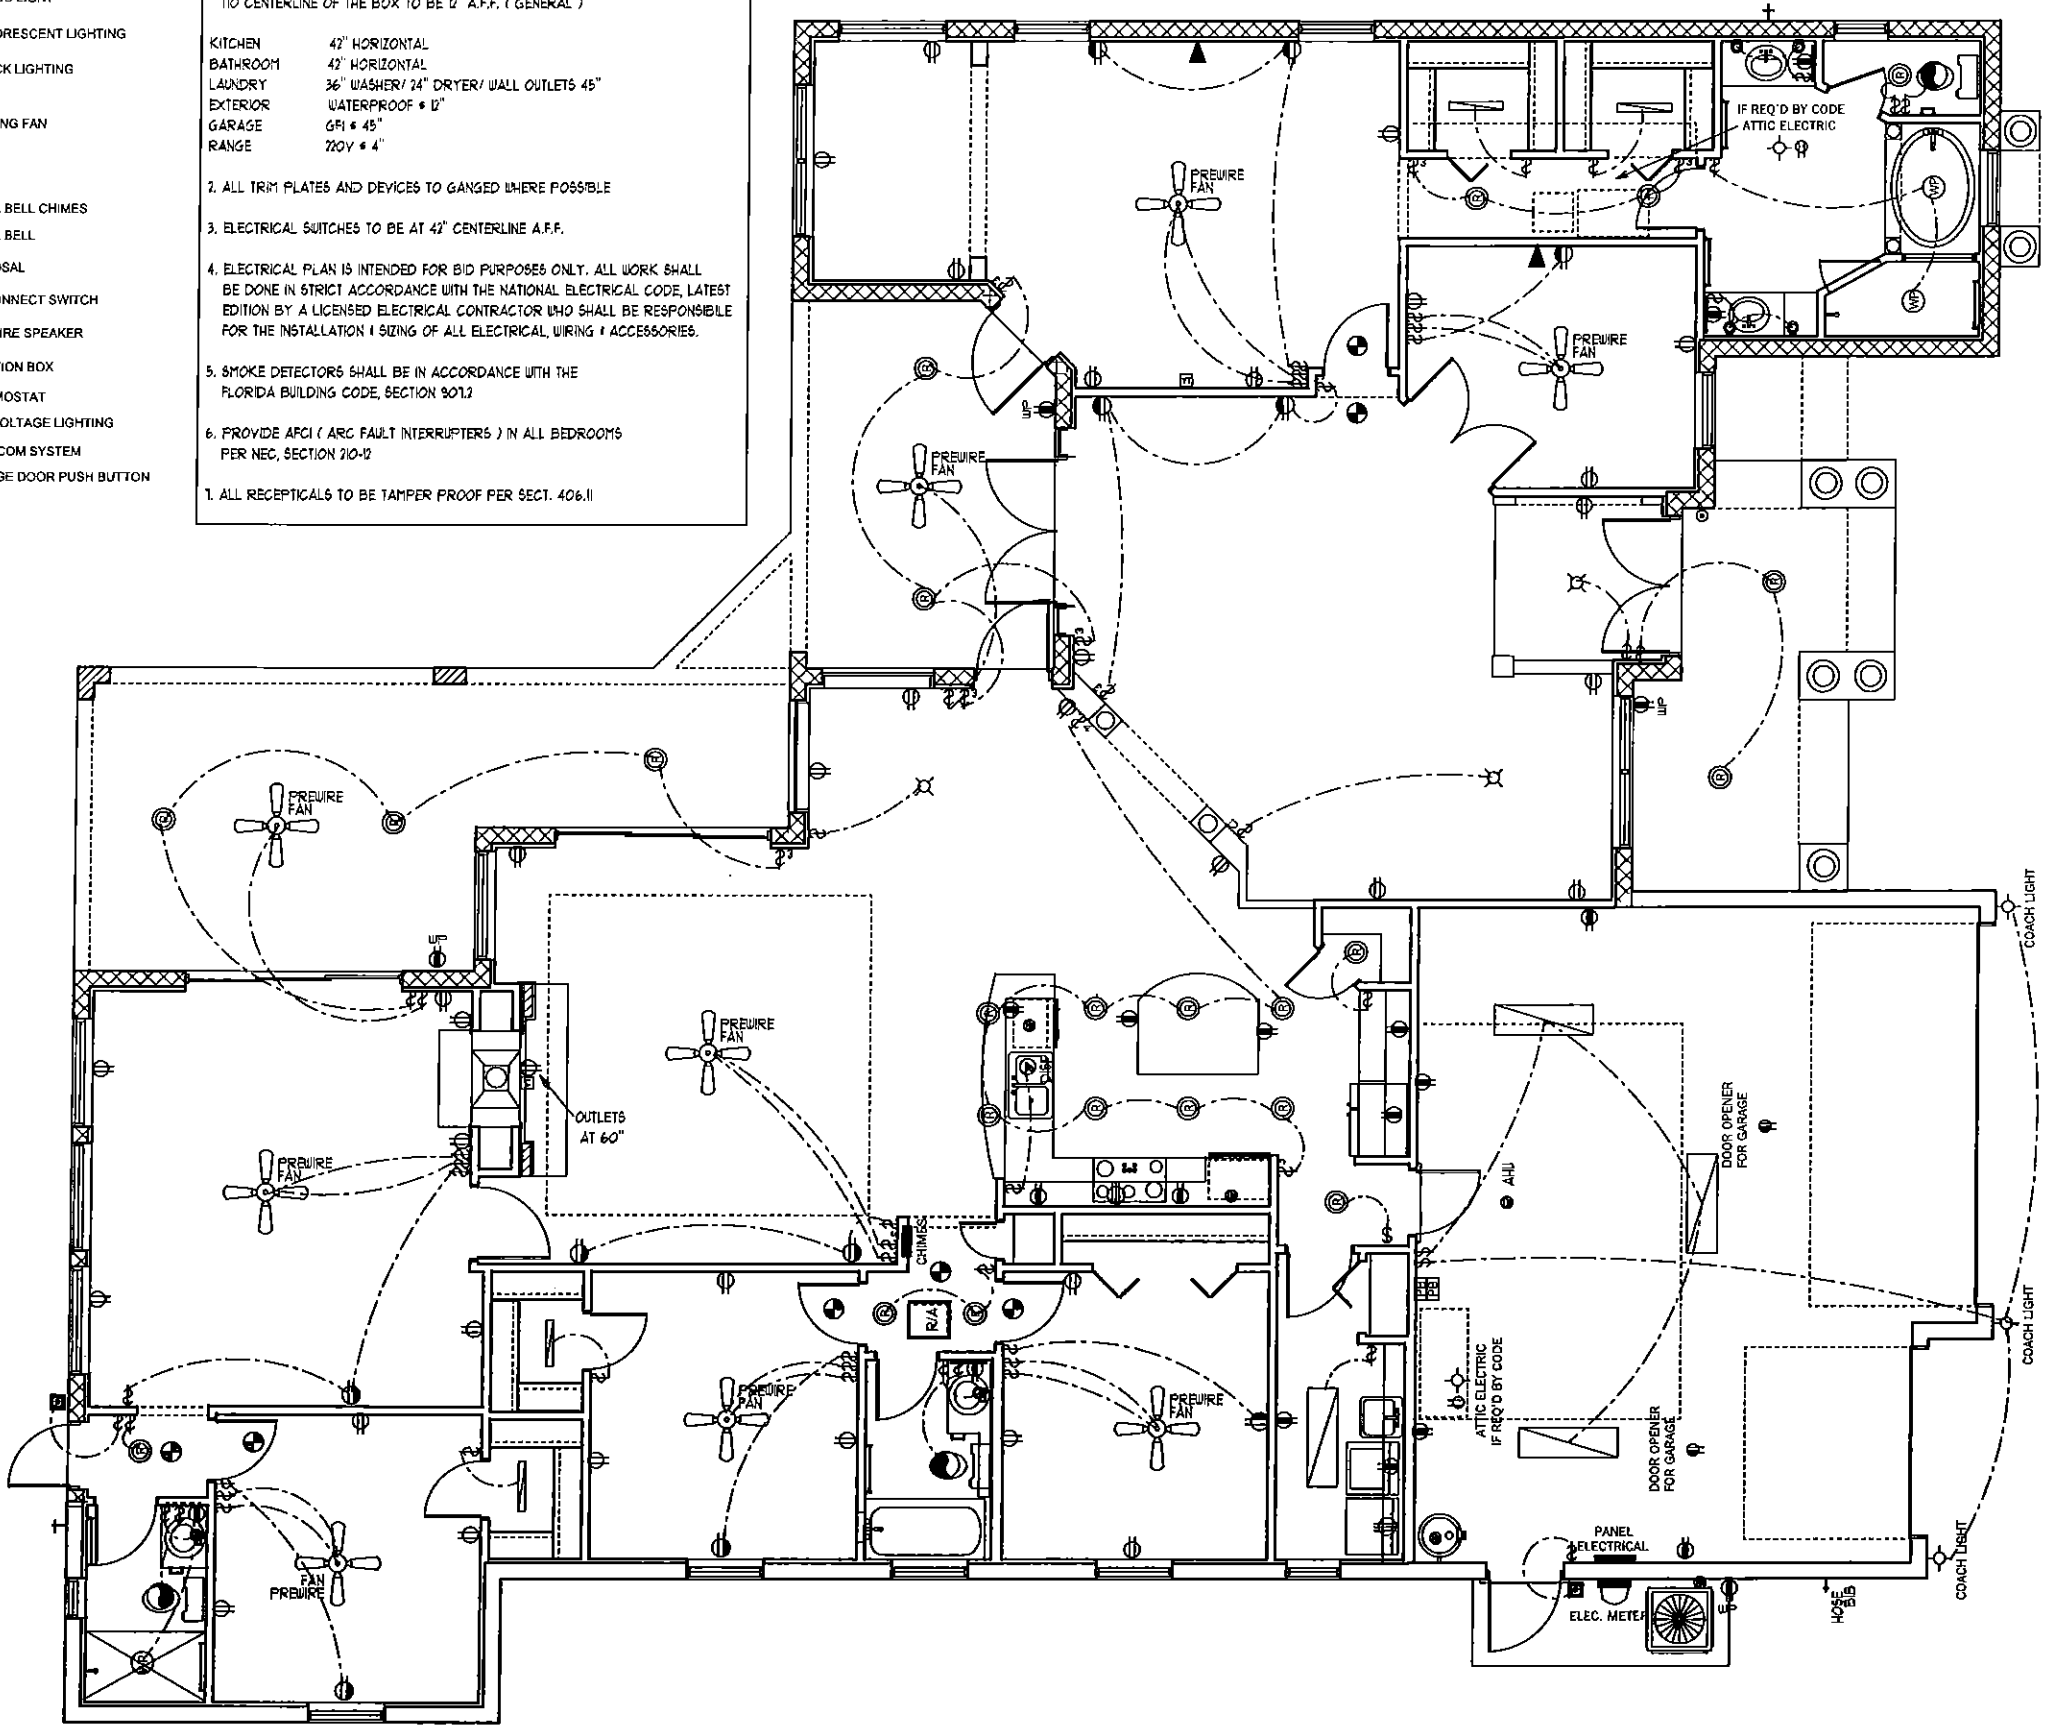 ORESCENT LIGHTING
CK LIGHTING
NG FAN
BELL CHIMES
BELL
OSAL
ONNECT SWITCH
IRE SPEAKER
TION BOX
MOSTAT
OLTAGE LIGHTING
COM SYSTEM
GE DOOR PUSH BUTTON
TO CENTERLINE OF THE BOX TO BE 12" A.F.F. ( GENERAL )
KITCHEN 42" HORIZONTAL
BATHROOM 42" HORIZONTAL
LAUNDRY 36" WASHER/ 24" DRYER/ WALL OUTLETS 45"
EXTERIOR WATERPROOF @ 12"
GARAGE GFI @ 45"
RANGE 220V @ 4"
2. ALL TRIM PLATES AND DEVICES TO GANGED WHERE POSSIBLE
3. ELECTRICAL SWITCHES TO BE AT 42" CENTERLINE A.F.F.
4. ELECTRICAL PLAN IS INTENDED FOR BID PURPOSES ONLY. ALL WORK SHALL
BE DONE IN STRICT ACCORDANCE WITH THE NATIONAL ELECTRICAL CODE, LATEST
EDITION BY A LICENSED ELECTRICAL CONTRACTOR WHO SHALL BE RESPONSIBLE
FOR THE INSTALLATION & SIZING OF ALL ELECTRICAL, WIRING & ACCESSORIES.
5. SMOKE DETECTORS SHALL BE IN ACCORDANCE WITH THE
FLORIDA BUILDING CODE, SECTION 907.2
6. PROVIDE AFCI ( ARC FAULT INTERRUPTERS ) IN ALL BEDROOMS
PER NEC, SECTION 210-12
7. ALL RECEPTICALS TO BE TAMPER PROOF PER SECT. 406.11
IF REQ'D BY CODE
ATTIC ELECTRIC
PREWIRE
FAN
WP
WP
PREWIRE
FAN
WP
PREWIRE
FAN
WP
PREWIRE
FAN
COACH LIGHT
PREWIRE
FAN
DISP
OUTLETS
AT 60"
DOOR OPENER
FOR GARAGE
PREWIRE
FAN
AHU
CHIMES
R/A
COACH LIGHT
ATTIC ELECTRIC
IF REQ'D BY CODE
PREWIRE
FAN
PREWIRE
FAN
DOOR OPENER
FOR GARAGE
FAN
PREWIRE
PANEL
ELECTRICAL
COACH LIGHT
ELEC. METER
WP
HOSE
BIB